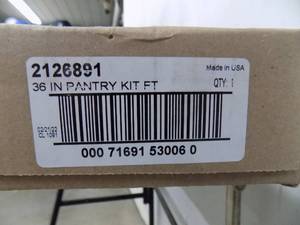 2126891
Made in USA
36 IN PANTRY KIT FT
QTY: 1
000 71691 53006 0